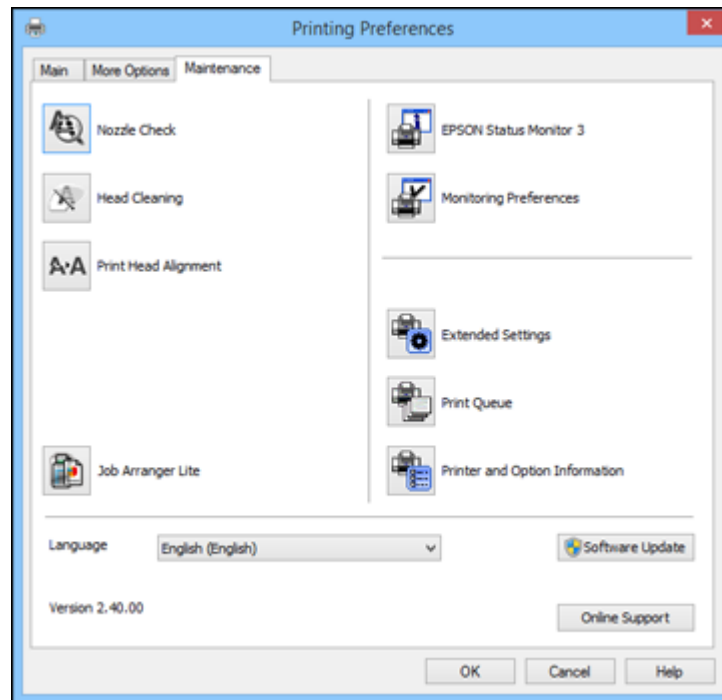 Printing Preferences
Main More Options Maintenance
Nozzle Check
Head Cleaning
A·A Print Head Alignment
Job Arranger Lite
EPSON Status Monitor 3
Monitoring Preferences
Extended Settings
Print Queue
Printer and Option Information
Language English (English) Software Update
Version 2.40.00
Online Support
OK Cancel Help